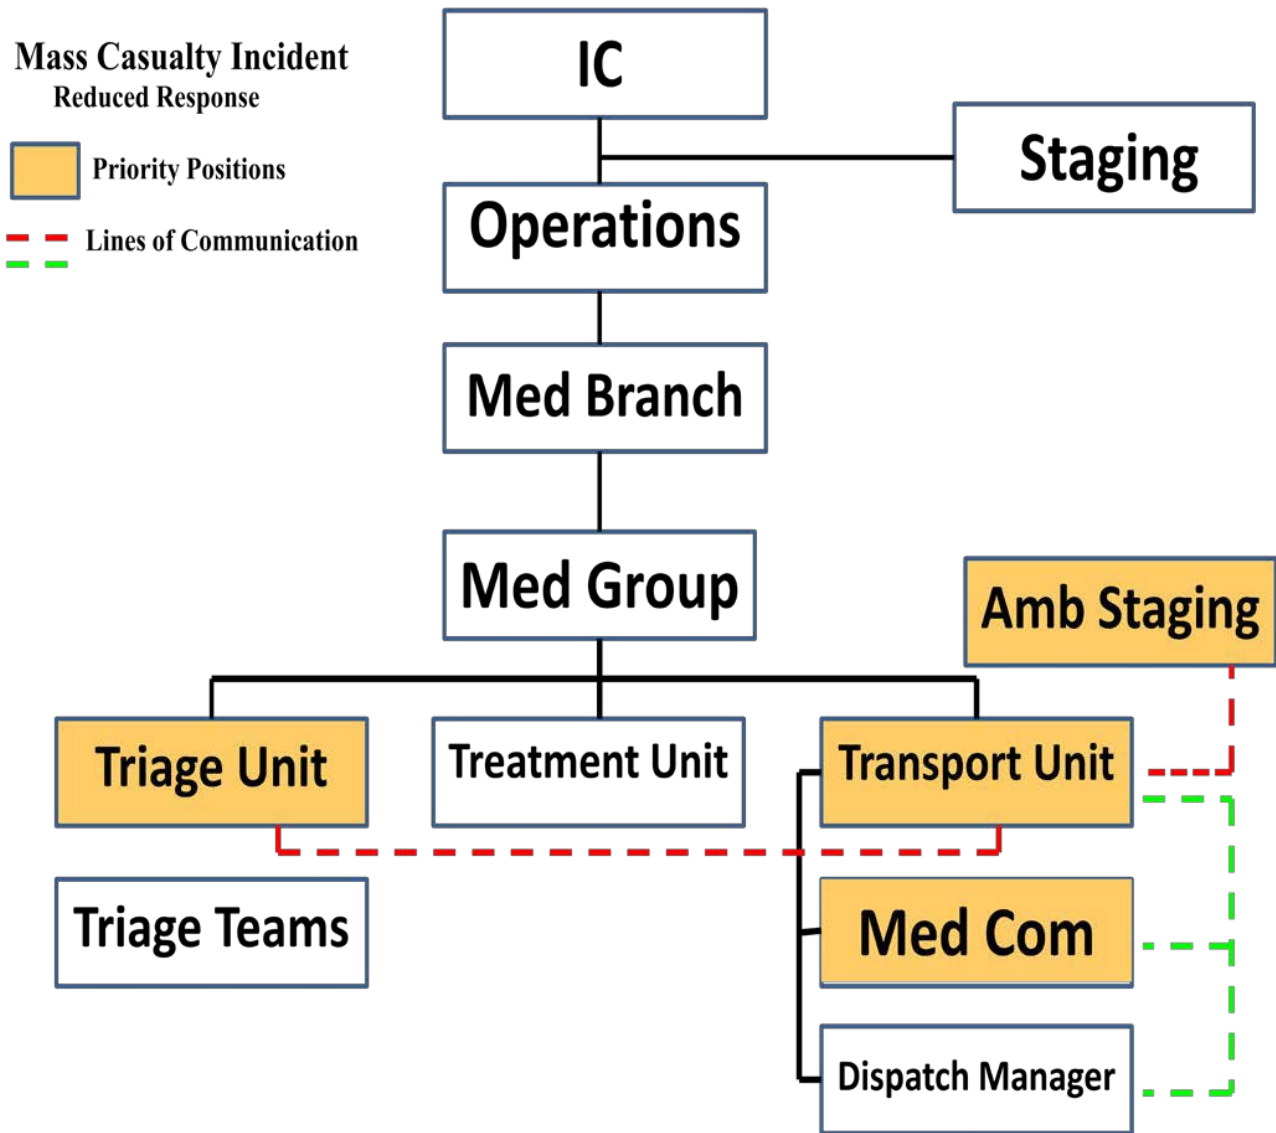 Mass Casualty Incident
Reduced Response
Priority Positions
Lines of Communication
IC
Staging
Operations
Med Branch
Med Group
Amb Staging
Triage Unit
Treatment Unit
Transport Unit
Triage Teams
Med Com
Dispatch Manager